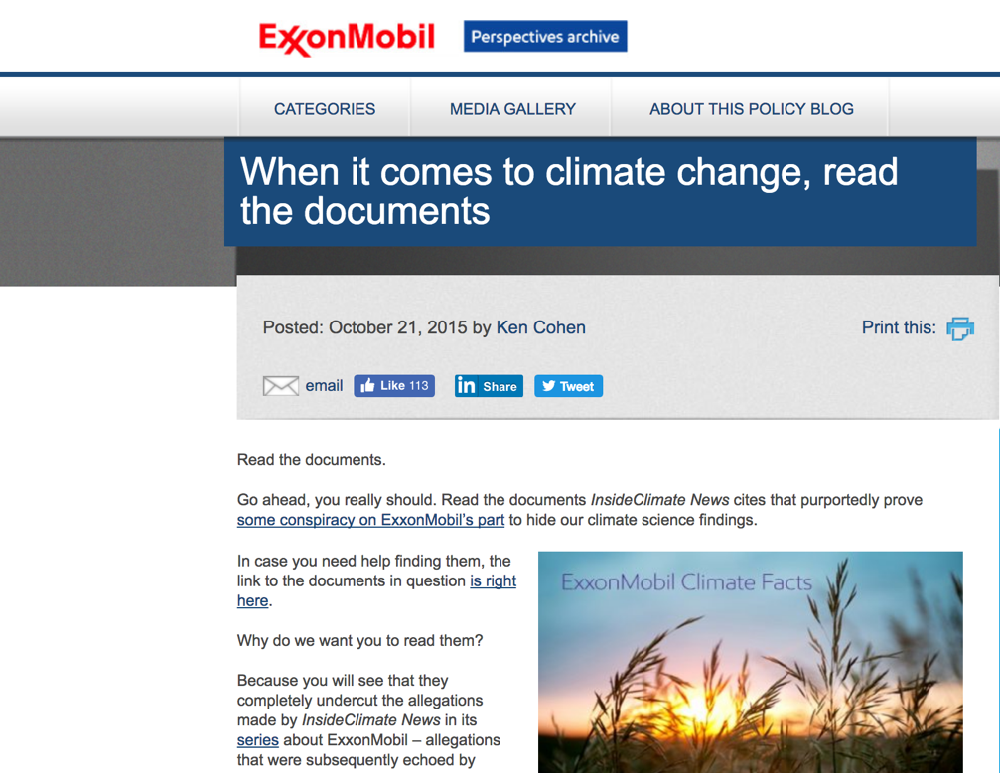 ExxonMobil
Perspectives archive
CATEGORIES
MEDIA GALLERY
ABOUT THIS POLICY BLOG
When it comes to climate change, read
the documents
Posted: October 21, 2015 by Ken Cohen
Print this:
email
Like 113
in Share
Tweet
Read the documents.
Go ahead, you really should. Read the documents InsideClimate News cites that purportedly prove
some conspiracy on ExxonMobil's part to hide our climate science findings.
In case you need help finding them, the
link to the documents in question is right
here.
Why do we want you to read them?
Because you will see that they
completely undercut the allegations
made by InsideClimate News in its
series about ExxonMobil – allegations
that were subsequently echoed by
ExxonMobil Climate Facts